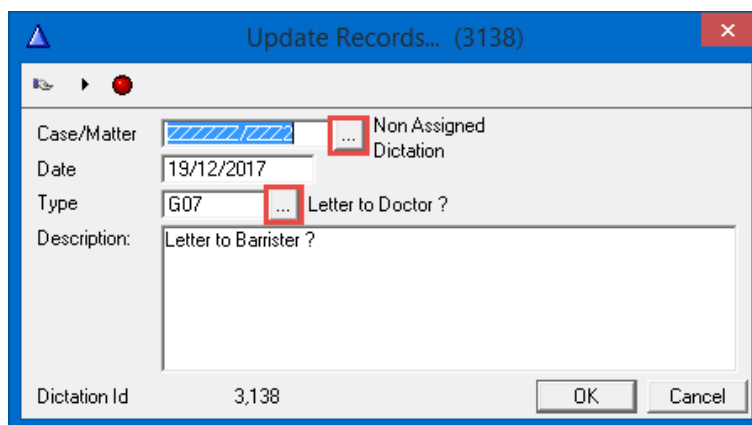 Update Records... (3138)
Case/Matter ZZZZZZ/ZZZ2 ... Non Assigned
Dictation
Date 19/12/2017
Type G07 ... Letter to Doctor ?
Description: Letter to Barrister ?
Dictation Id 3,138 OK Cancel